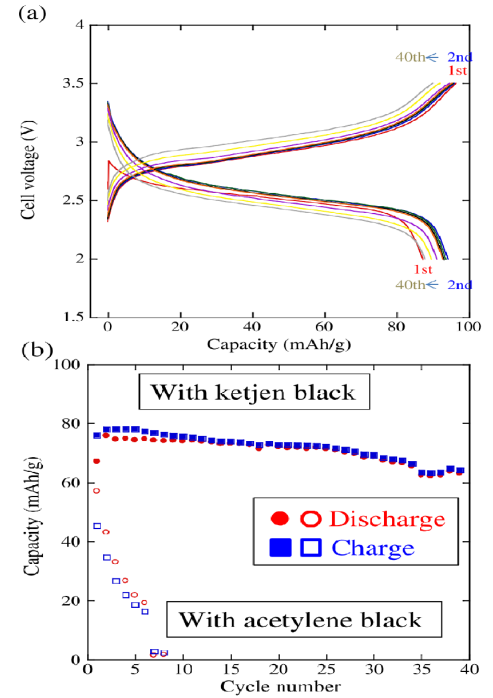 (a)
4
3.5
3
2.5
2
1.5
Cell voltage (V)
40th 2nd
1st
1st
40th 2nd
0 20 40 60 80 100
Capacity (mAh/g)
(b)
100
80
60
40
20
0
Capacity (mAh/g)
With ketjen black
Discharge
Charge
With acetylene black
0 5 10 15 20 25 30 35 40
Cycle number